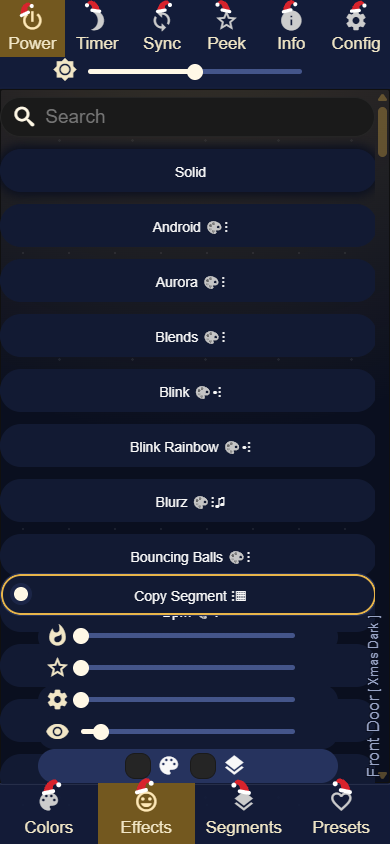 Power Timer Sync Peek Info Config
Search
Solid
Android
Aurora
Blends
Blink
Blink Rainbow
Blurz
Bouncing Balls
Copy Segment
Front Door [ Xmas Dark ]
Colors Effects Segments Presets